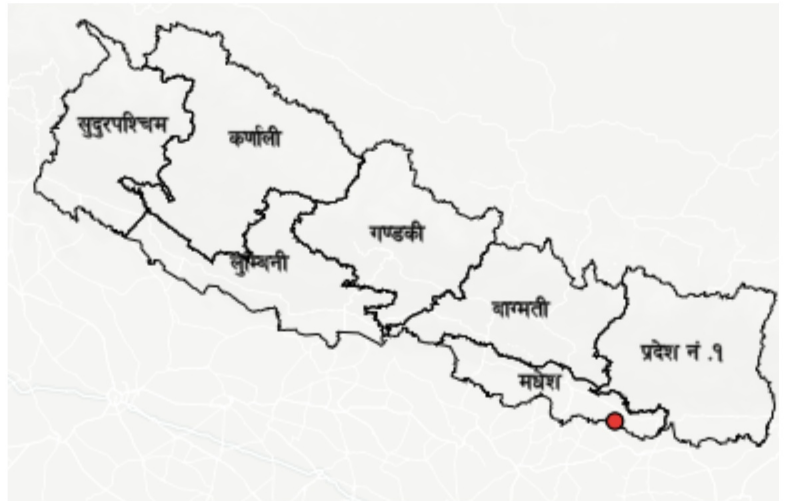 सुदुरपश्चिम
कर्णाली
गण्डकी
लुम्बिनी
बाग्मती
प्रदेश नं .१
मधेश